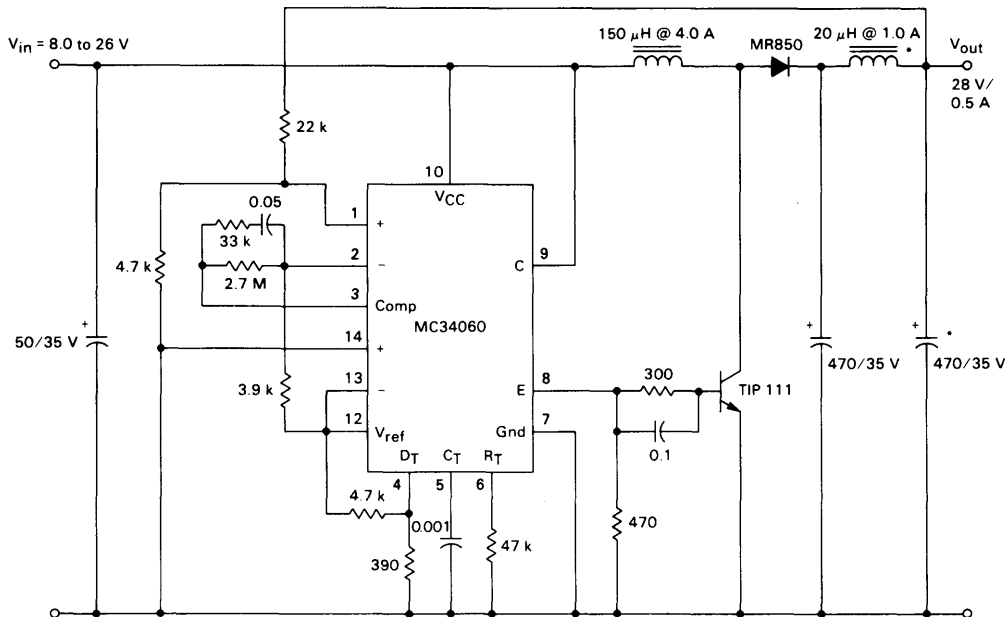 150 µH @ 4.0 A
MR850
20 µH @ 1.0 A
*
Vin = 8.0 to 26 V
Vout
28 V/
0.5 A
22 k
10
VCC
0.05
1
+
33 k
2
−
4.7 k
2.7 M
9
C
3
Comp
MC34060
14
+
+
50/35 V
+
470/35 V
+
*
470/35 V
13
−
3.9 k
8
E
300
TIP 111
12
Vref
7
Gnd
0.1
DT
CT
RT
4
5
6
4.7 k
0.001
470
47 k
390